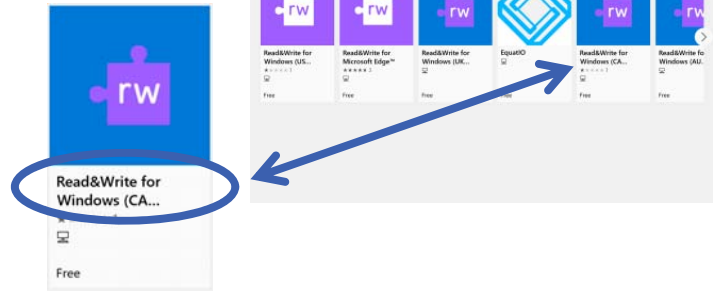 rw
Read&Write for
Windows (CA...
Free
rw
Read&Write for
Windows (US...
Free
rw
Read&Write for
Microsoft Edge™
Free
rw
Read&Write for
Windows (UK...
Free
EquatIO
Free
rw
Read&Write for
Windows (CA...
Free
rw
Read&Write fo
Windows (AU.
Free